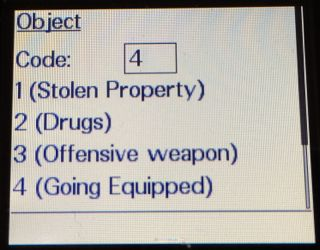 Object
Code: 4
1 (Stolen Property)
2 (Drugs)
3 (Offensive weapon)
4 (Going Equipped)